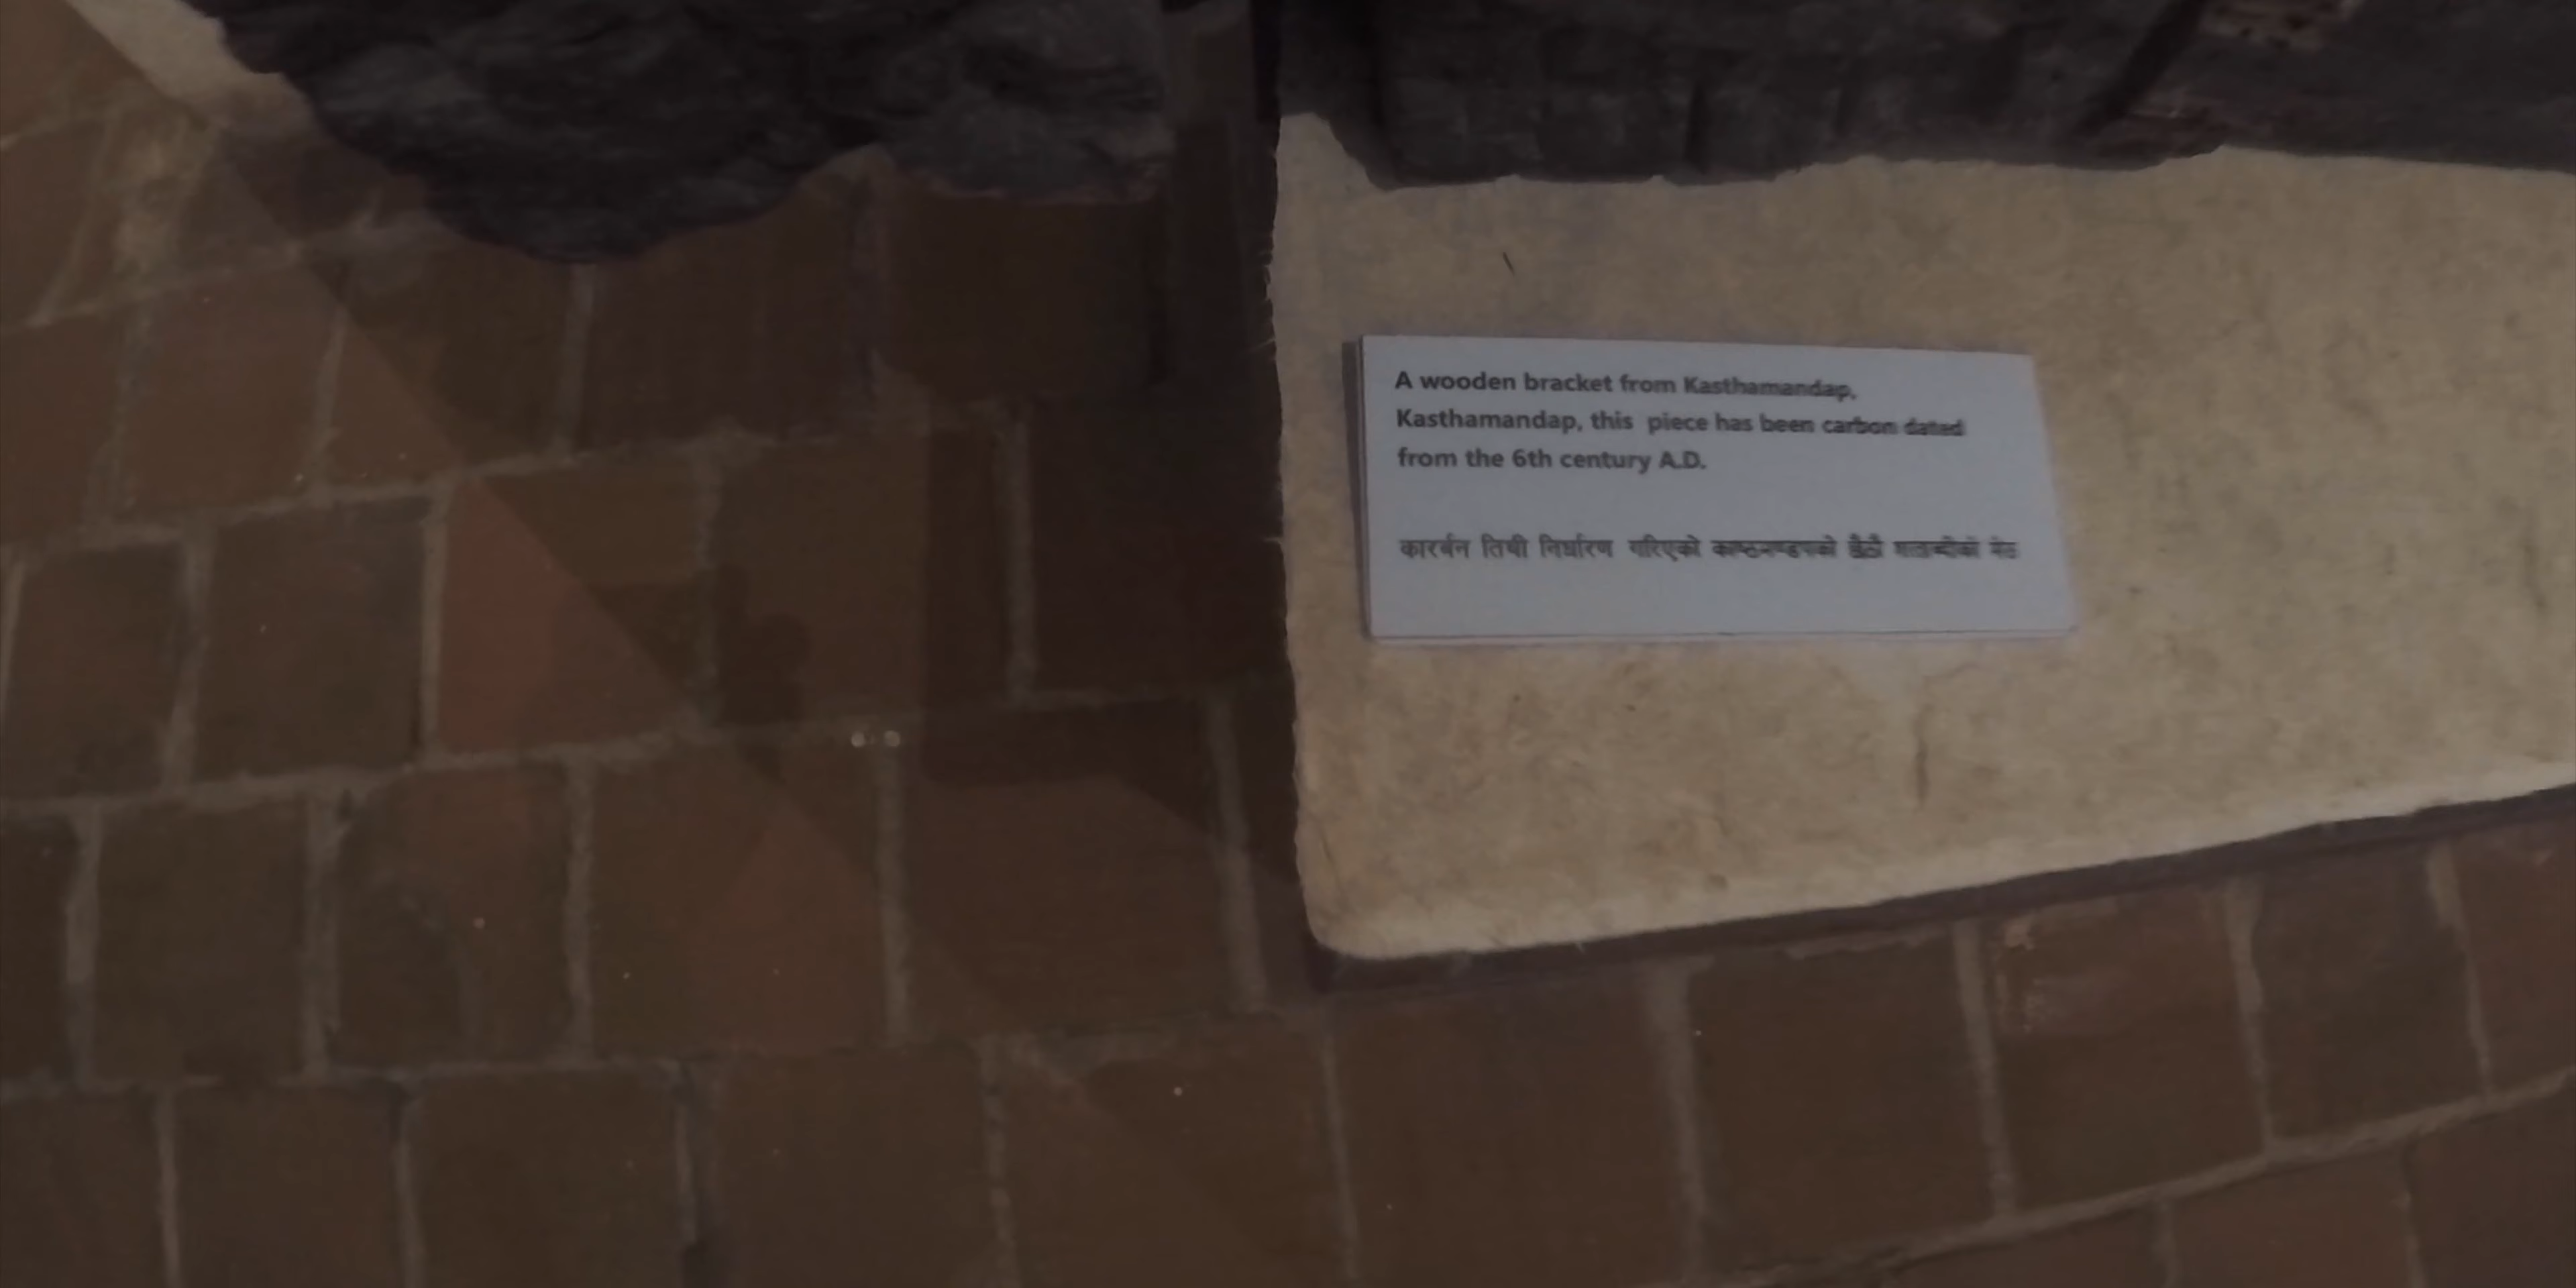 A wooden bracket from Kasthamandap,
Kasthamandap, this piece has been carbon dated
from the 6th century A.D.
कारर्बन तिथी निर्धारण गरिएको काष्ठमण्डपको छैठौ शताब्दीको